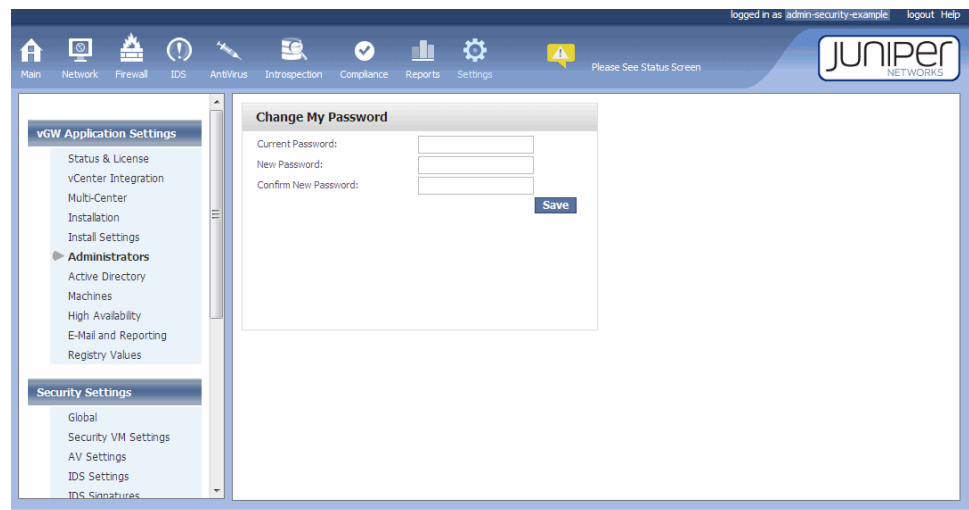 logged in as admin-security-example logout Help
Main Network Firewall IDS AntiVirus Introspection Compliance Reports Settings Please See Status Screen
JUNIPER
NETWORKS
vGW Application Settings
Status & License
vCenter Integration
Multi-Center
Installation
Install Settings
Administrators
Active Directory
Machines
High Availability
E-Mail and Reporting
Registry Values
Security Settings
Global
Security VM Settings
AV Settings
IDS Settings
IDS Signatures
Change My Password
Current Password:
New Password:
Confirm New Password:
Save